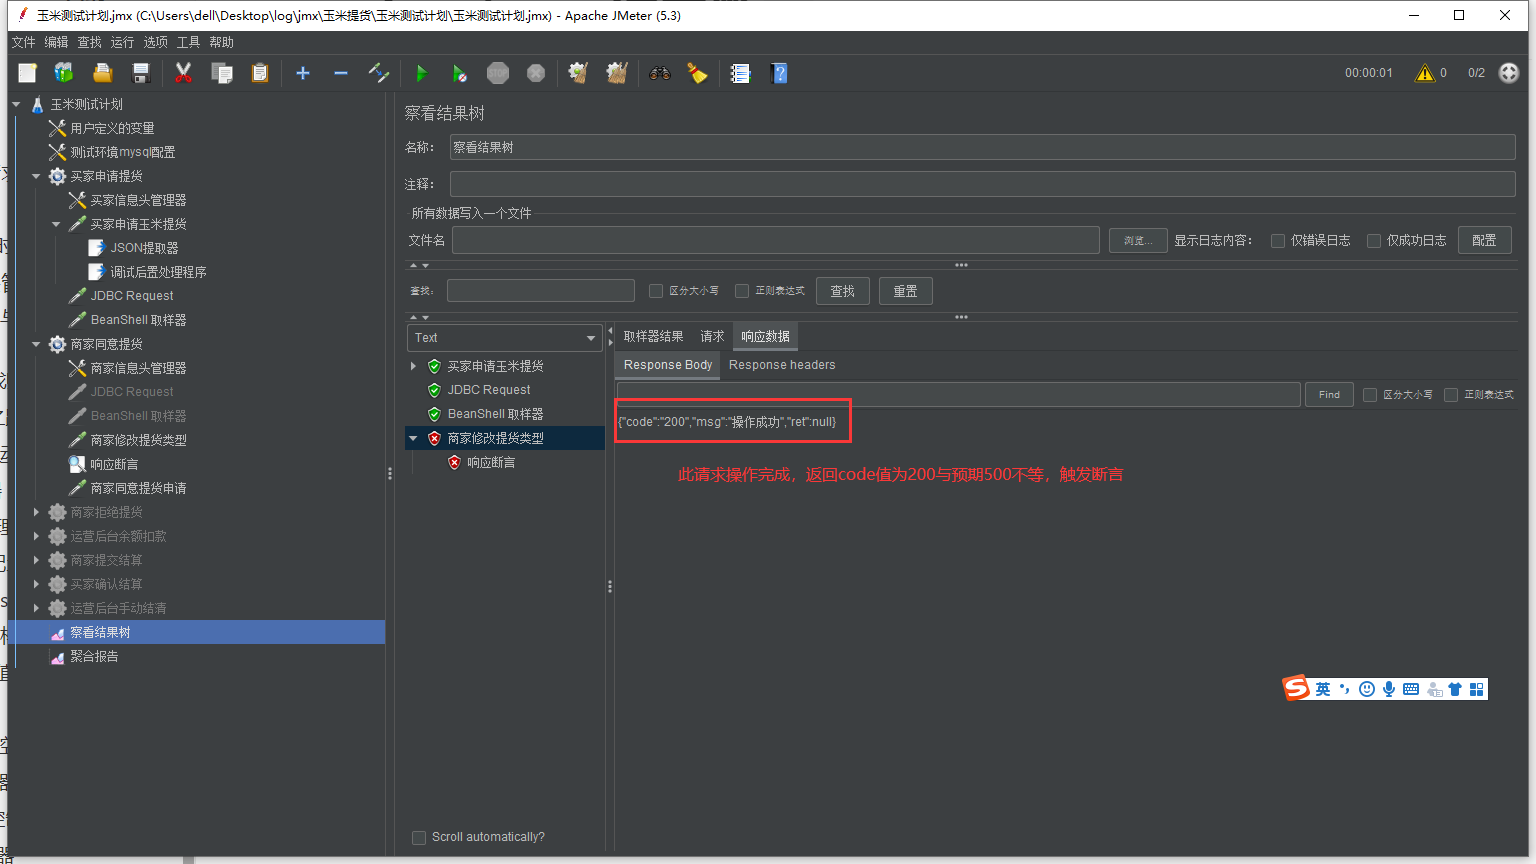 玉米测试计划.jmx (C:\Users\dell\Desktop\log\jmx\玉米提货\玉米测试计划\玉米测试计划.jmx) - Apache JMeter (5.3)
文件 编辑 查找 运行 选项 工具 帮助
00:00:01 0 0/2
玉米测试计划
用户定义的变量
测试环境mysql配置
买家申请提货
买家信息头管理器
买家申请玉米提货
JSON提取器
调试后置处理程序
JDBC Request
BeanShell 取样器
商家同意提货
商家信息头管理器
JDBC Request
BeanShell 取样器
商家修改提货类型
响应断言
商家同意提货申请
商家拒绝提货
运营后台余额扣款
商家提交结算
买家确认结算
运营后台手动结清
察看结果树
聚合报告
察看结果树
名称: 察看结果树
注释:
所有数据写入一个文件
文件名 浏览... 显示日志内容: 仅错误日志 仅成功日志 配置
查找: 区分大小写 正则表达式 查找 重置
Text
买家申请玉米提货
JDBC Request
BeanShell 取样器
商家修改提货类型
响应断言
Scroll automatically?
取样器结果 请求 响应数据
Response Body Response headers
Find 区分大小写 正则表达式
{"code":"200","msg":"操作成功","ret":null}
此请求操作完成，返回code值为200与预期500不等，触发断言
英